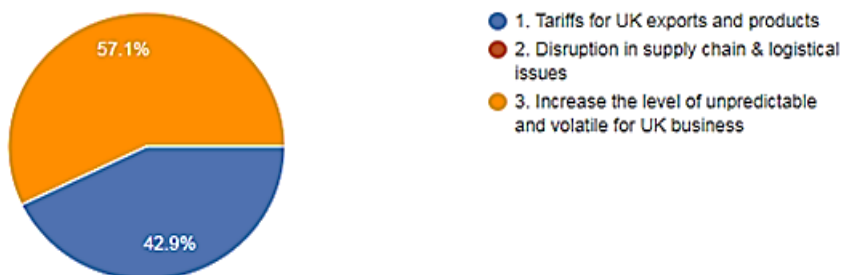 57.1%
42.9%
1. Tariffs for UK exports and products
2. Disruption in supply chain & logistical
issues
3. Increase the level of unpredictable
and volatile for UK business